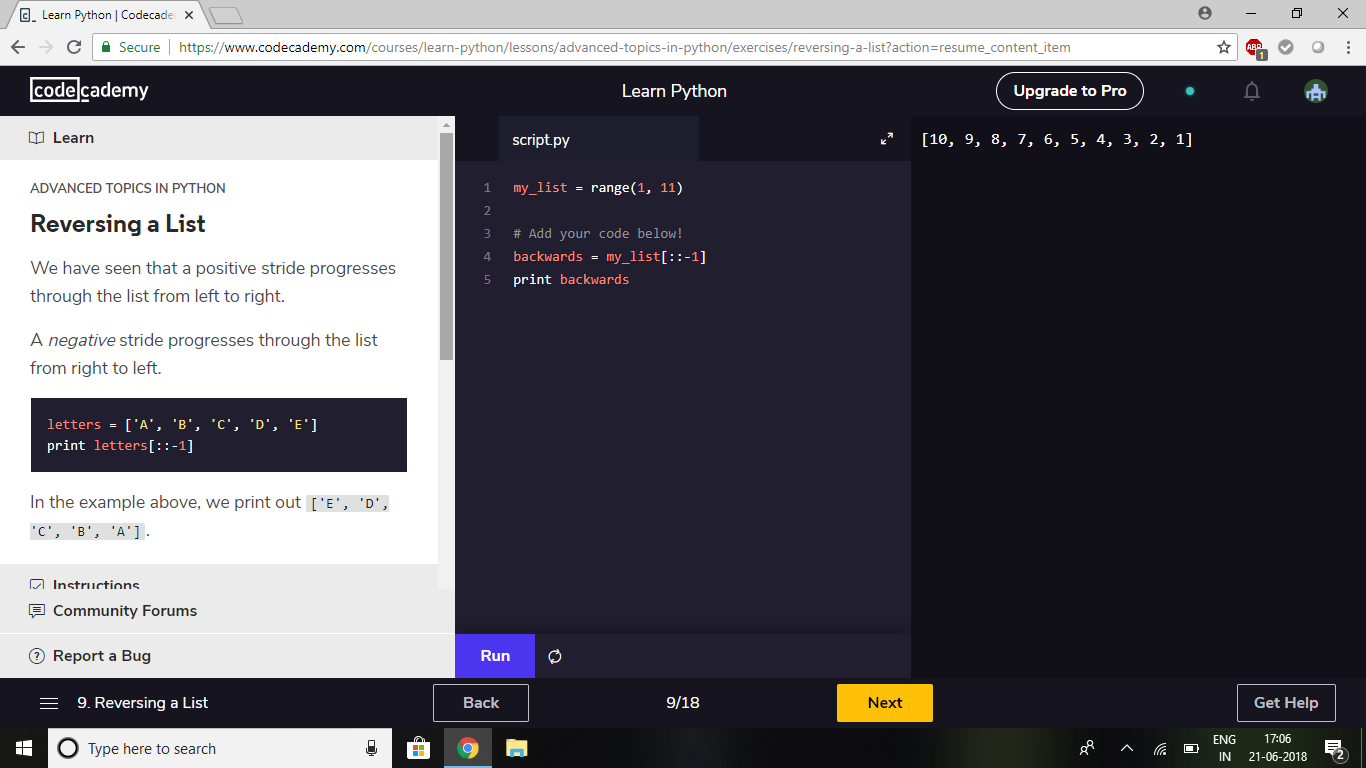 Learn Python | Codecade
Secure | https://www.codecademy.com/courses/learn-python/lessons/advanced-topics-in-python/exercises/reversing-a-list?action=resume_content_item
ABP
1
codecademy
Learn Python
Upgrade to Pro
Learn
ADVANCED TOPICS IN PYTHON
Reversing a List
We have seen that a positive stride progresses
through the list from left to right.
A negative stride progresses through the list
from right to left.
letters = ['A', 'B', 'C', 'D', 'E']
print letters[::-1]
In the example above, we print out ['E', 'D',
'C', 'B', 'A'].
Instructions
Community Forums
Report a Bug
script.py
1 my_list = range(1, 11)
2
3 # Add your code below!
4 backwards = my_list[::-1]
5 print backwards
Run
[10, 9, 8, 7, 6, 5, 4, 3, 2, 1]
9. Reversing a List
Back
9/18
Next
Get Help
Type here to search
ENG
IN
17:06
21-06-2018
2